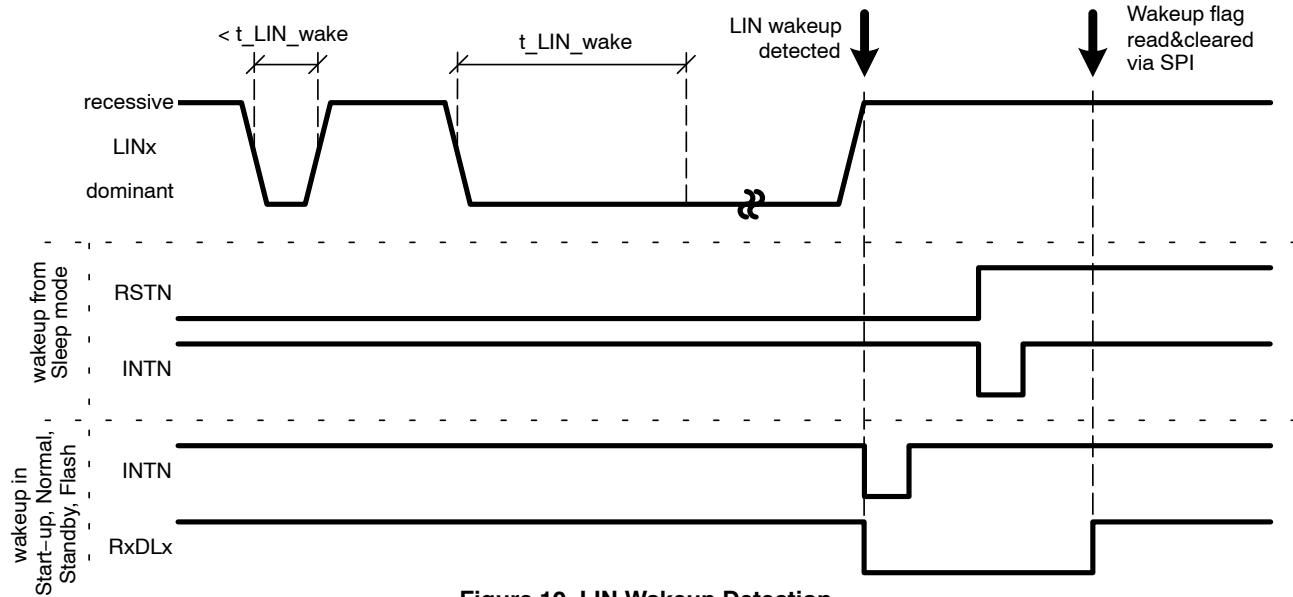 < t_LIN_wake
t_LIN_wake
LIN wakeup
detected
Wakeup flag
read&cleared
via SPI
recessive
LINx
dominant
wakeup from
Sleep mode
RSTN
INTN
wakeup in
Start−up, Normal,
Standby, Flash
INTN
RxDLx
Figure 10. LIN Wakeup Detection